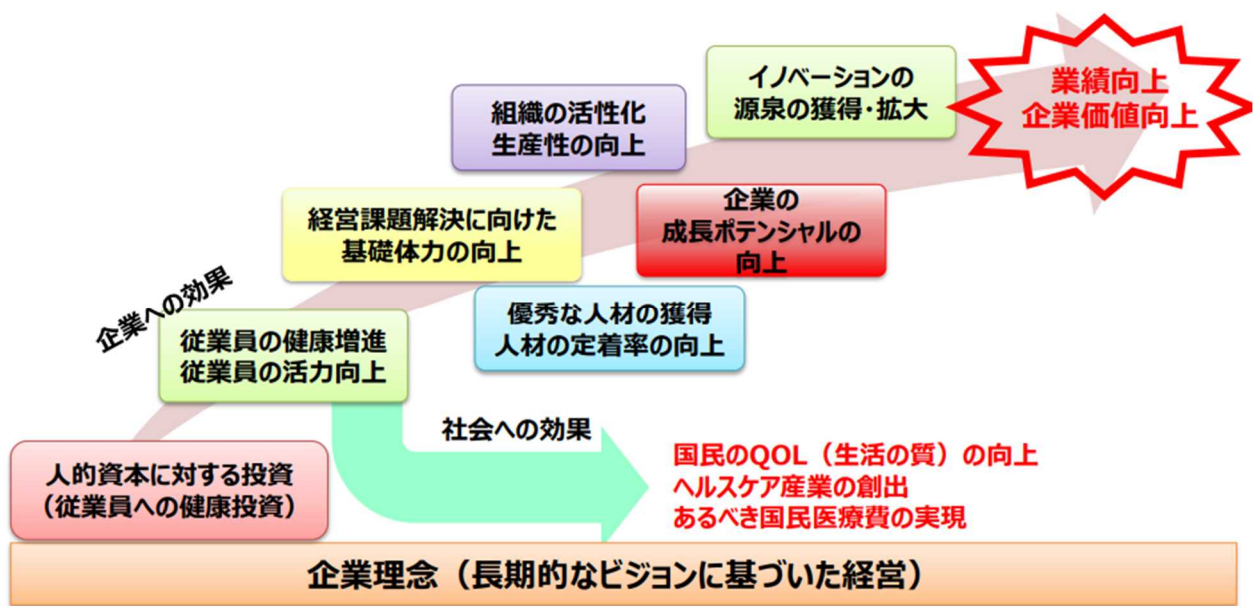 イノベーションの
源泉の獲得・拡大
業績向上
企業価値向上
組織の活性化
生産性の向上
企業の
成長ポテンシャルの
向上
経営課題解決に向けた
基礎体力の向上
企業への効果
優秀な人材の獲得
人材の定着率の向上
従業員の健康増進
従業員の活力向上
社会への効果
国民のQOL（生活の質）の向上
ヘルスケア産業の創出
あるべき国民医療費の実現
人的資本に対する投資
（従業員への健康投資）
企業理念（長期的なビジョンに基づいた経営）